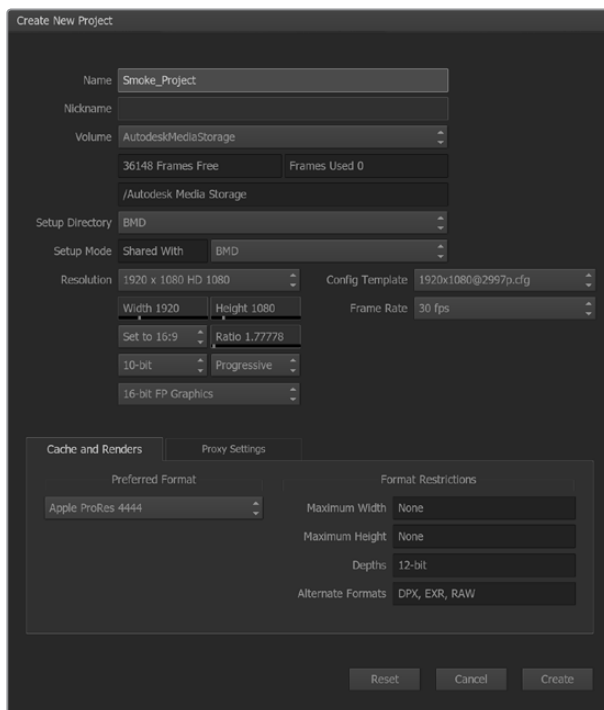 Create New Project
Name Smoke_Project
Nickname
Volume AutodeskMediaStorage
36148 Frames Free Frames Used 0
/Autodesk Media Storage
Setup Directory BMD
Setup Mode Shared With BMD
Resolution 1920 x 1080 HD 1080 Config Template 1920x1080@2997p.cfg
Width 1920 Height 1080 Frame Rate 30 fps
Set to 16:9 Ratio 1.77778
10-bit Progressive
16-bit FP Graphics
Cache and Renders Proxy Settings
Preferred Format Format Restrictions
Apple ProRes 4444 Maximum Width None
Maximum Height None
Depths 12-bit
Alternate Formats DPX, EXR, RAW
Reset Cancel Create